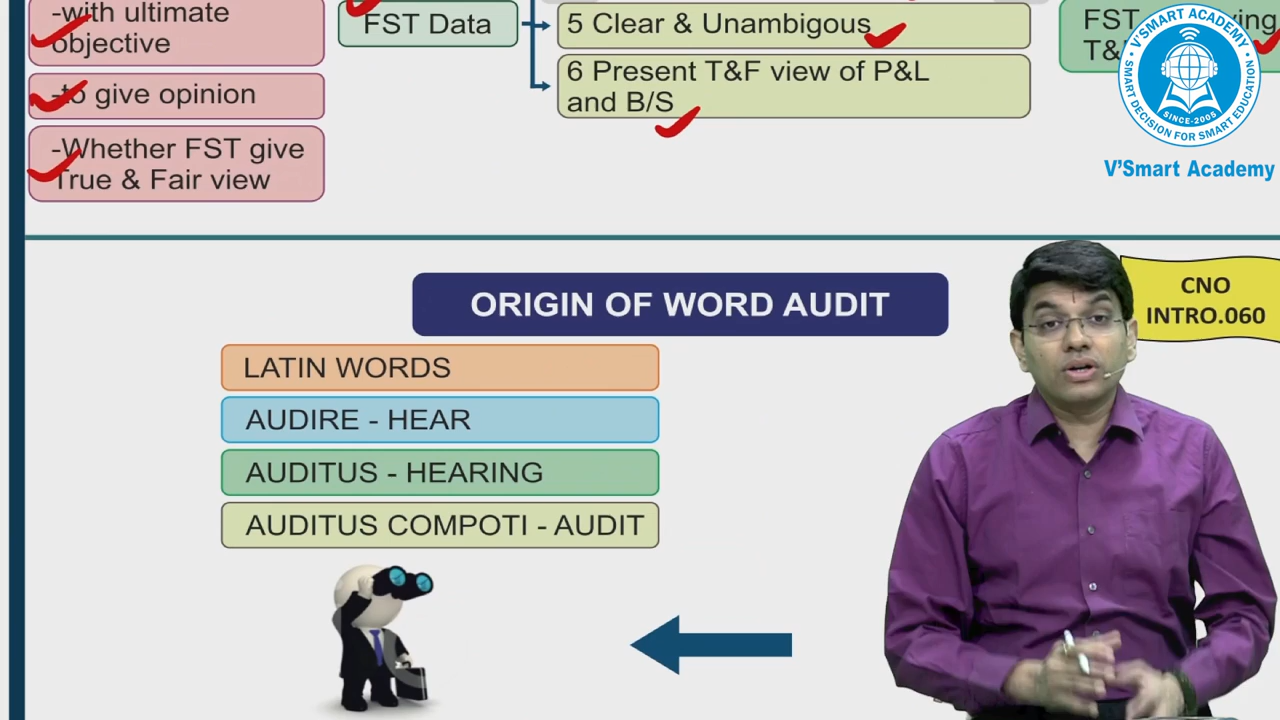 -with ultimate
objective
-to give opinion
-Whether FST give
True & Fair view
FST Data
5 Clear & Unambigous
6 Present T&F view of P&L
and B/S
FST
ing
T&
V'SMART ACADEMY
SINCE-2005
SMART DECISION FOR SMART EDUCATION
V'Smart Academy
ORIGIN OF WORD AUDIT
CNO
INTRO.060
LATIN WORDS
AUDIRE - HEAR
AUDITUS - HEARING
AUDITUS COMPOTI - AUDIT